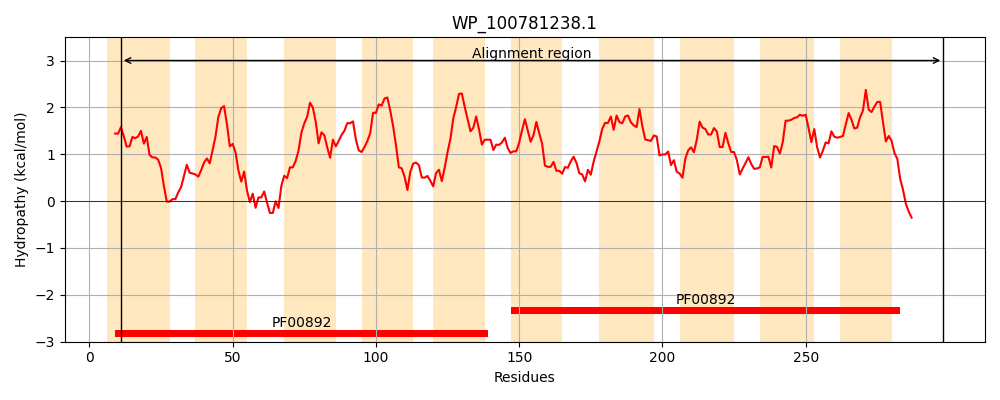 WP_100781238.1
Alignment region
PF00892
PF00892
3
2
1
0
−1
−2
−3
0
50
100
150
200
250
Hydropathy (kcal/mol)
Residues